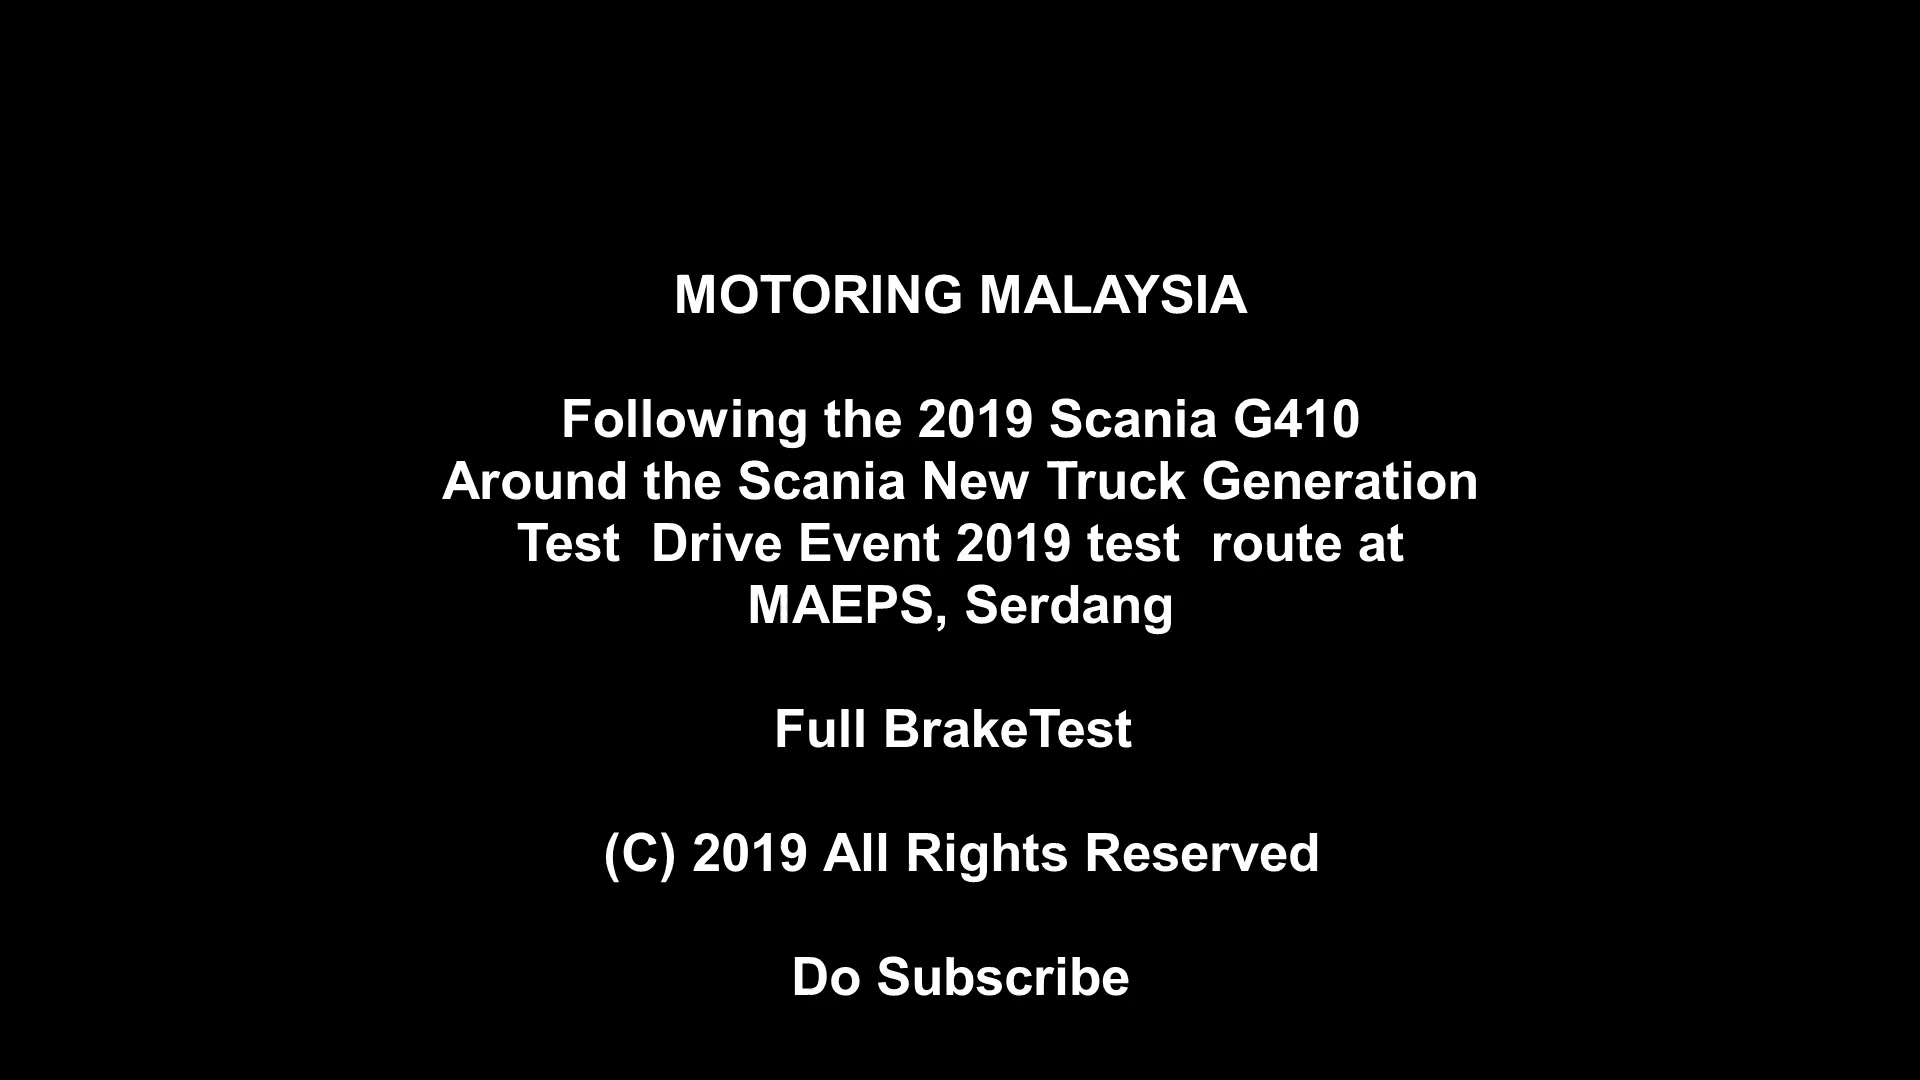 MOTORING MALAYSIA
Following the 2019 Scania G410
Around the Scania New Truck Generation
Test  Drive Event 2019 test  route at
MAEPS, Serdang
Full BrakeTest
(C) 2019 All Rights Reserved
Do Subscribe